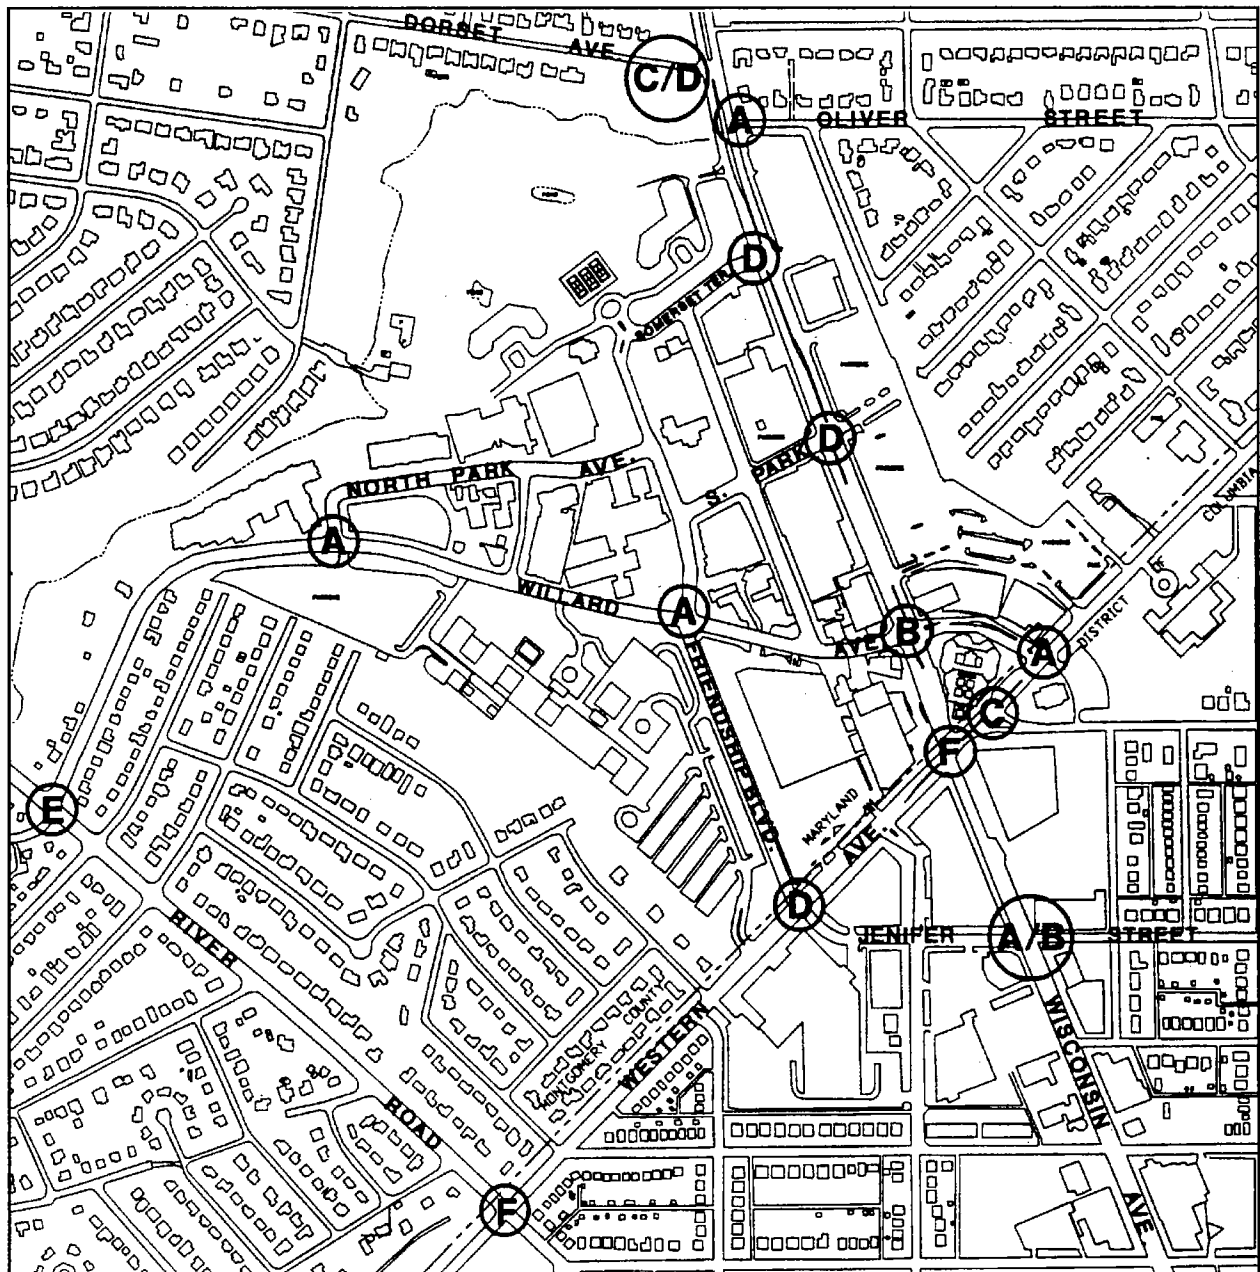 DORSET AVE.
C/D
A
OLIVER STREET
D
SOMERSET TER.
D
S. PARK
NORTH PARK AVE.
A
WILLARD AVE.
A
B
A
DISTRICT OF COLUMBIA
C
F
FRIENDSHIP BLVD.
MARYLAND
E
D
JENIFER STREET
A/B
RIVER ROAD
MONTGOMERY COUNTY
WESTERN AVE.
WISCONSIN AVE.
F